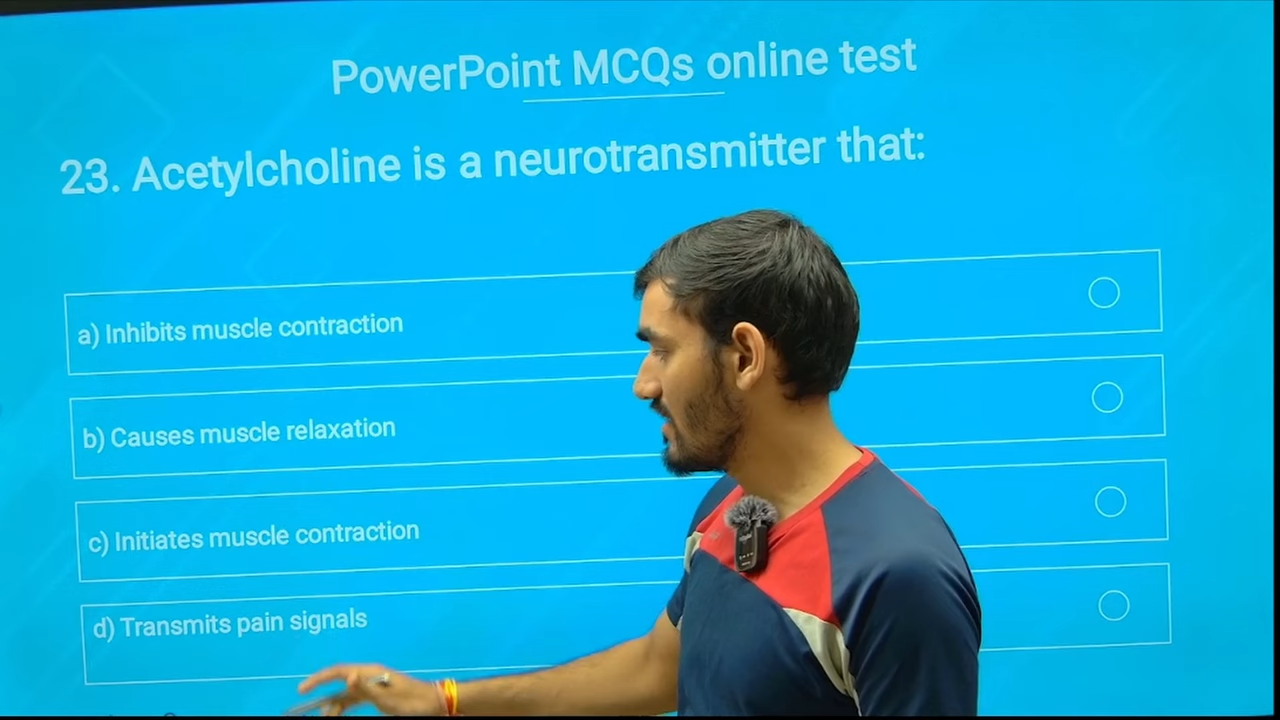 PowerPoint MCQs online test
23. Acetylcholine is a neurotransmitter that:
a) Inhibits muscle contraction
b) Causes muscle relaxation
c) Initiates muscle contraction
d) Transmits pain signals